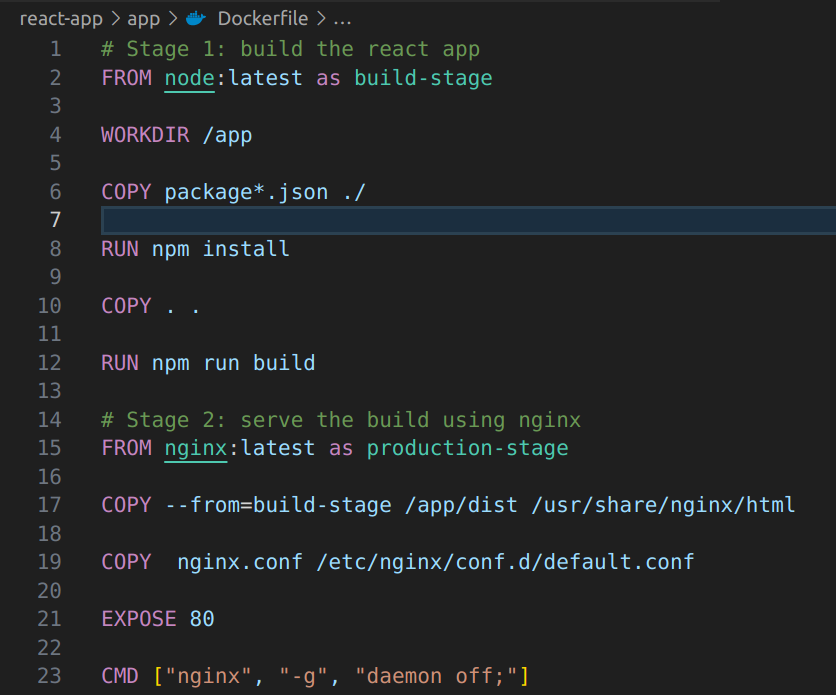 react-app > app > Dockerfile > ...
1 # Stage 1: build the react app
2 FROM node:latest as build-stage
3
4 WORKDIR /app
5
6 COPY package*.json ./
7
8 RUN npm install
9
10 COPY . .
11
12 RUN npm run build
13
14 # Stage 2: serve the build using nginx
15 FROM nginx:latest as production-stage
16
17 COPY --from=build-stage /app/dist /usr/share/nginx/html
18
19 COPY  nginx.conf /etc/nginx/conf.d/default.conf
20
21 EXPOSE 80
22
23 CMD ["nginx", "-g", "daemon off;"]